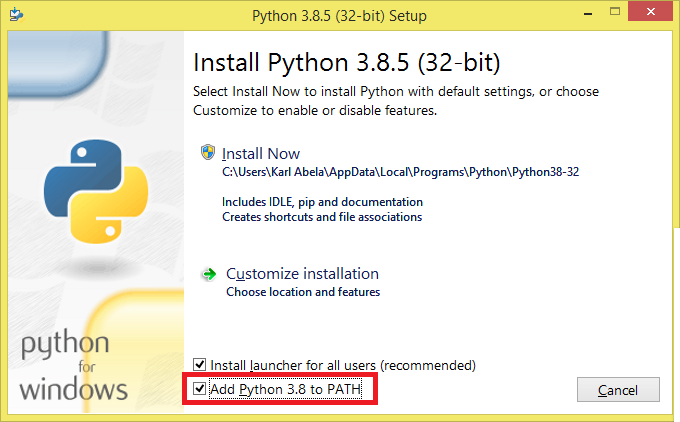 Python 3.8.5 (32-bit) Setup
Install Python 3.8.5 (32-bit)
Select Install Now to install Python with default settings, or choose
Customize to enable or disable features.
Install Now
C:\Users\Karl Abela\AppData\Local\Programs\Python\Python38-32
Includes IDLE, pip and documentation
Creates shortcuts and file associations
Customize installation
Choose location and features
python
for
windows
Install launcher for all users (recommended)
Add Python 3.8 to PATH
Cancel